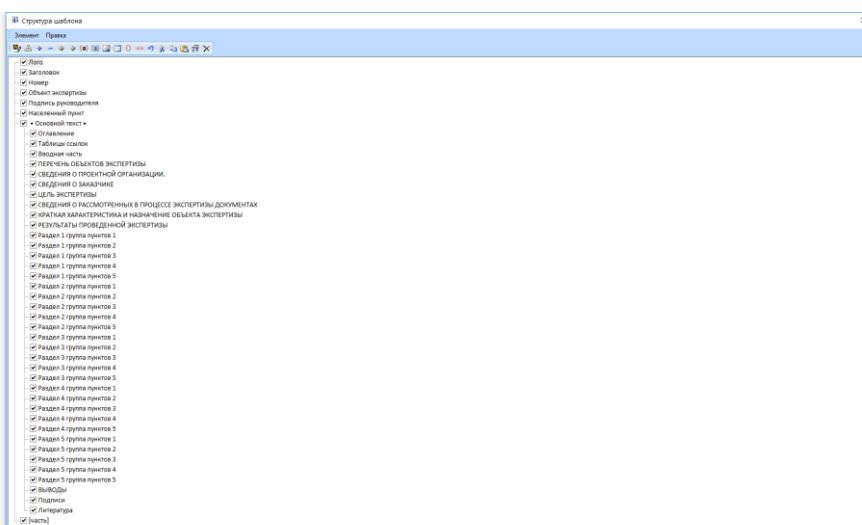 Структура шаблона
Элемент Правка
Лого
Заголовок
Номер
Объект экспертизы
Подпись руководителя
Населенный пункт
• Основной текст •
Оглавление
Таблицы ссылок
Вводная часть
ПЕРЕЧЕНЬ ОБЪЕКТОВ ЭКСПЕРТИЗЫ
СВЕДЕНИЯ О ПРОЕКТНОЙ ОРГАНИЗАЦИИ.
СВЕДЕНИЯ О ЗАКАЗЧИКЕ
ЦЕЛЬ ЭКСПЕРТИЗЫ
СВЕДЕНИЯ О РАССМОТРЕННЫХ В ПРОЦЕССЕ ЭКСПЕРТИЗЫ ДОКУМЕНТАХ
КРАТКАЯ ХАРАКТЕРИСТИКА И НАЗНАЧЕНИЕ ОБЪЕКТА ЭКСПЕРТИЗЫ
РЕЗУЛЬТАТЫ ПРОВЕДЕННОЙ ЭКСПЕРТИЗЫ
Раздел 1 группа пунктов 1
Раздел 1 группа пунктов 2
Раздел 1 группа пунктов 3
Раздел 1 группа пунктов 4
Раздел 1 группа пунктов 5
Раздел 2 группа пунктов 1
Раздел 2 группа пунктов 2
Раздел 2 группа пунктов 3
Раздел 2 группа пунктов 4
Раздел 2 группа пунктов 5
Раздел 3 группа пунктов 1
Раздел 3 группа пунктов 2
Раздел 3 группа пунктов 3
Раздел 3 группа пунктов 4
Раздел 3 группа пунктов 5
Раздел 4 группа пунктов 1
Раздел 4 группа пунктов 2
Раздел 4 группа пунктов 3
Раздел 4 группа пунктов 4
Раздел 4 группа пунктов 5
Раздел 5 группа пунктов 1
Раздел 5 группа пунктов 2
Раздел 5 группа пунктов 3
Раздел 5 группа пунктов 4
Раздел 5 группа пунктов 5
ВЫВОДЫ
Подписи
Литература
[часть]